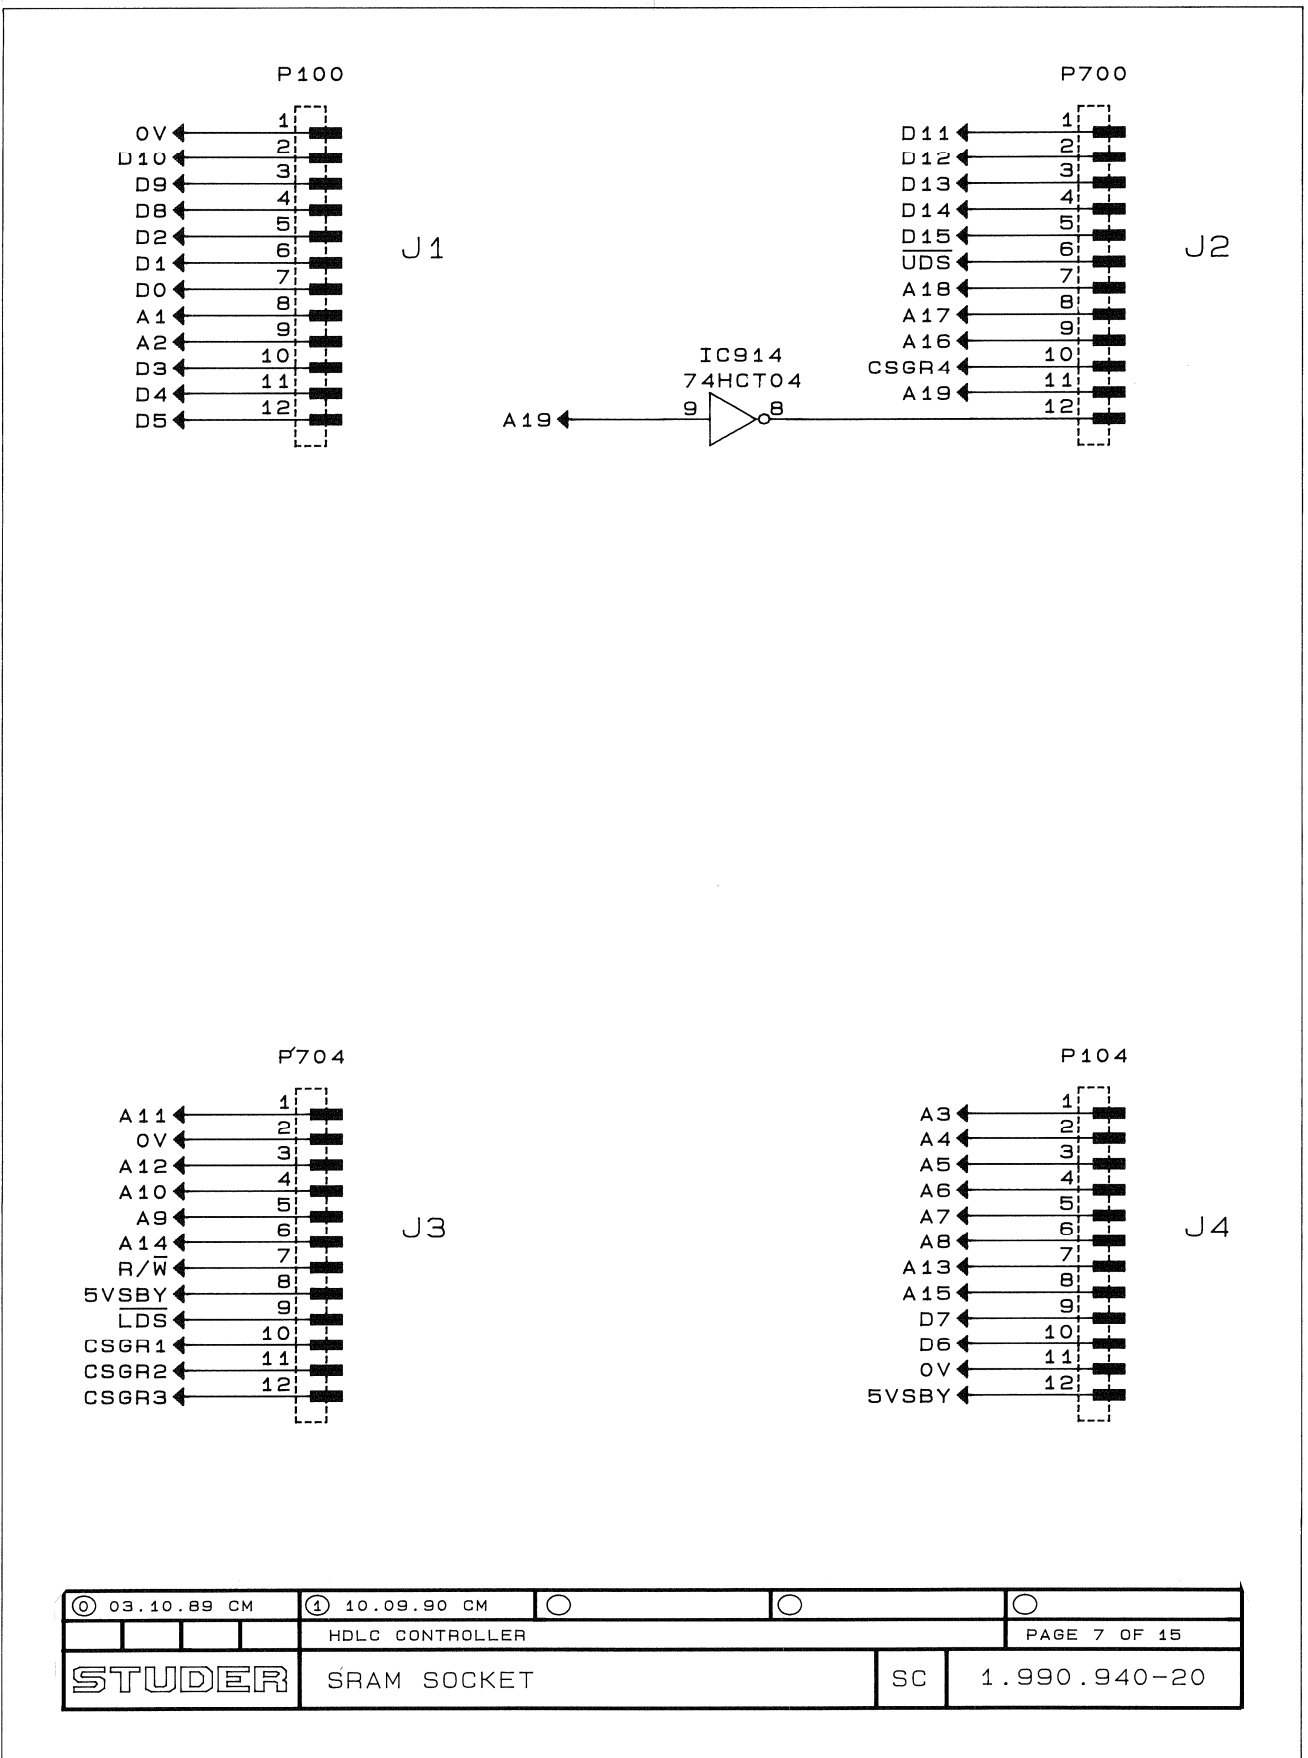 P100
0V 1
D10 2
D9 3
D8 4
D2 5
D1 6
D0 7
A1 8
A2 9
D3 10
D4 11
D5 12
J1
P700
D11 1
D12 2
D13 3
D14 4
D15 5
UDS 6
A18 7
A17 8
A16 9
CSGR4 10
A19 11
12
J2
IC914
74HCT04
A19 9 8
P704
A11 1
0V 2
A12 3
A10 4
A9 5
A14 6
R/W 7
5VSBY 8
LDS 9
CSGR1 10
CSGR2 11
CSGR3 12
J3
P104
A3 1
A4 2
A5 3
A6 4
A7 5
A8 6
A13 7
A15 8
D7 9
D6 10
0V 11
5VSBY 12
J4
0 03.10.89 CM 1 10.09.90 CM
HDLC CONTROLLER PAGE 7 OF 15
STUDER SRAM SOCKET SC 1.990.940-20